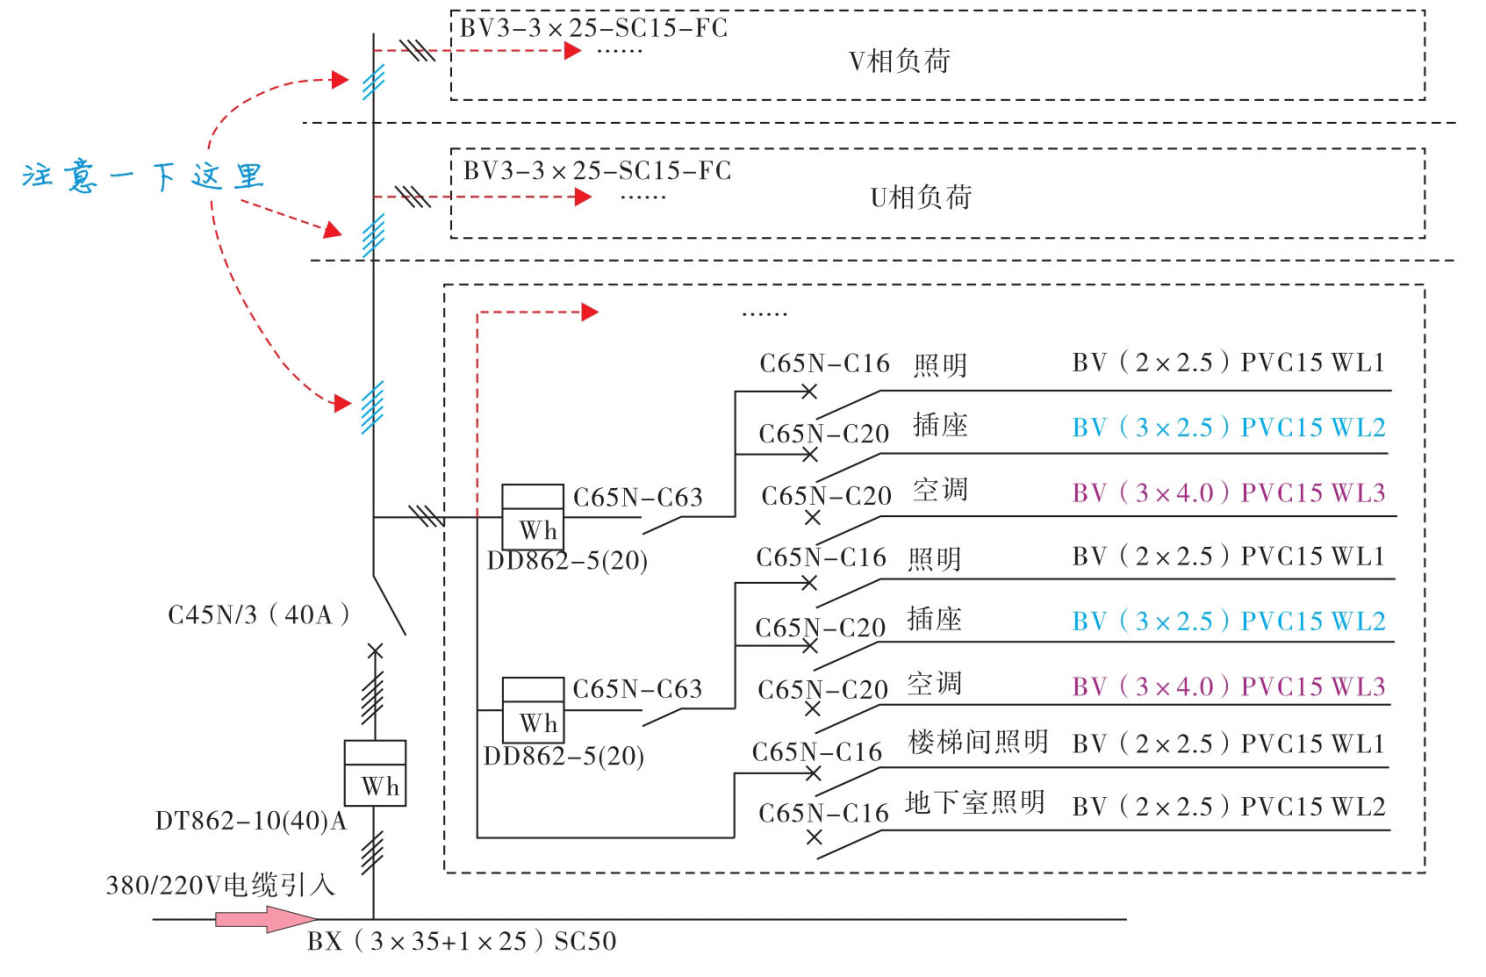 BV3-3×25-SC15-FC
……
V相负荷
注意一下这里
BV3-3×25-SC15-FC
……
U相负荷
……
C65N-C16 照明 BV（2×2.5）PVC15 WL1
C65N-C20 插座 BV（3×2.5）PVC15 WL2
C65N-C63
C65N-C20 空调 BV（3×4.0）PVC15 WL3
Wh
DD862-5(20)
C65N-C16 照明 BV（2×2.5）PVC15 WL1
C45N/3（40A）
C65N-C20 插座 BV（3×2.5）PVC15 WL2
C65N-C63
C65N-C20 空调 BV（3×4.0）PVC15 WL3
Wh
DD862-5(20)
C65N-C16 楼梯间照明 BV（2×2.5）PVC15 WL1
Wh
C65N-C16 地下室照明 BV（2×2.5）PVC15 WL2
DT862-10(40)A
380/220V电缆引入
BX（3×35+1×25）SC50